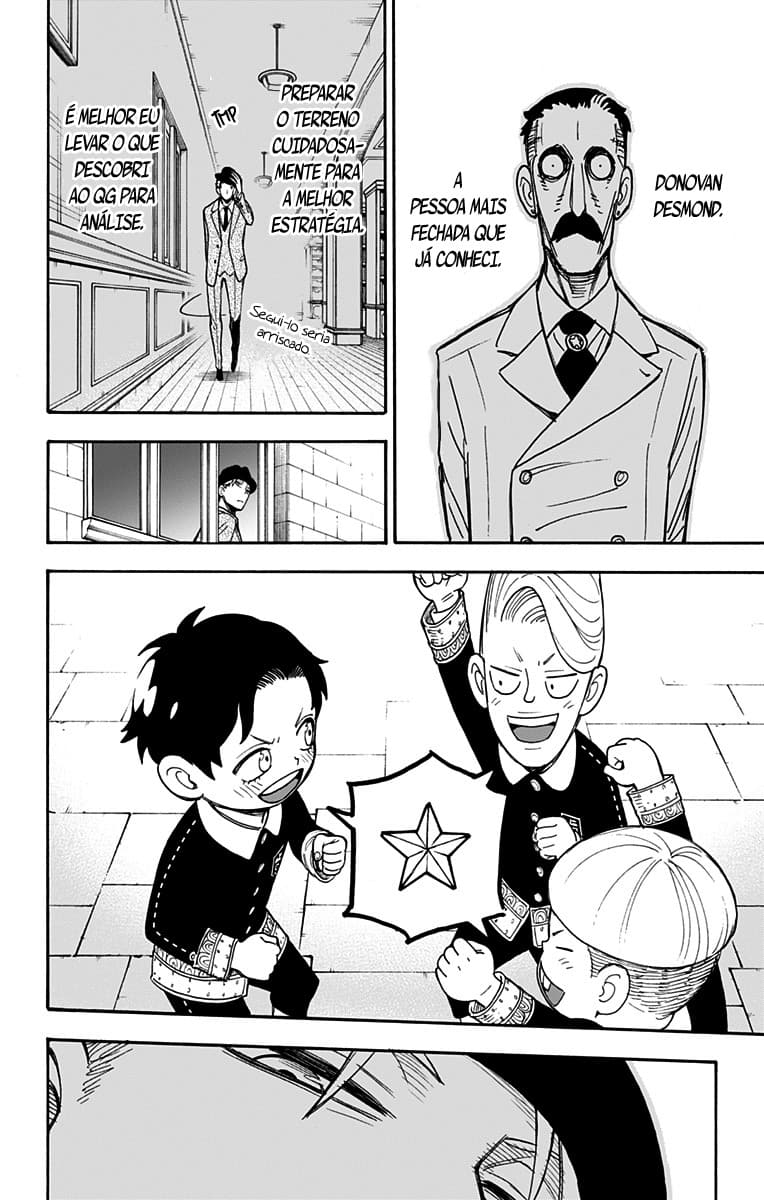 DONOVAN
DESMOND.
A
PESSOA MAIS
FECHADA QUE
JÁ CONHECI.
PREPARAR
O TERRENO
CUIDADOSA-
MENTE PARA
A MELHOR
ESTRATÉGIA.
Segui-lo seria
arriscado
TMP
É MELHOR EU
LEVAR O QUE
DESCOBRI
AO QG PARA
ANÁLISE.